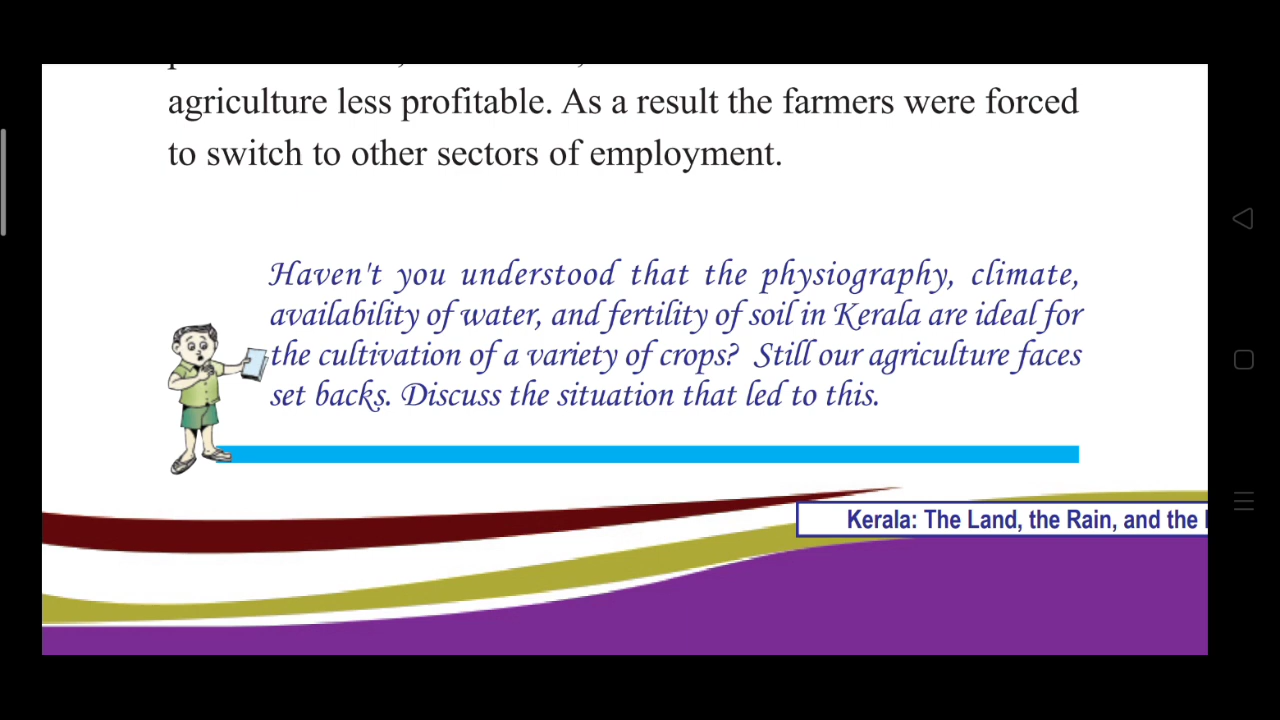 agriculture less profitable. As a result the farmers were forced
to switch to other sectors of employment.
Haven't you understood that the physiography, climate,
availability of water, and fertility of soil in Kerala are ideal for
the cultivation of a variety of crops? Still our agriculture faces
set backs. Discuss the situation that led to this.
Kerala: The Land, the Rain, and the